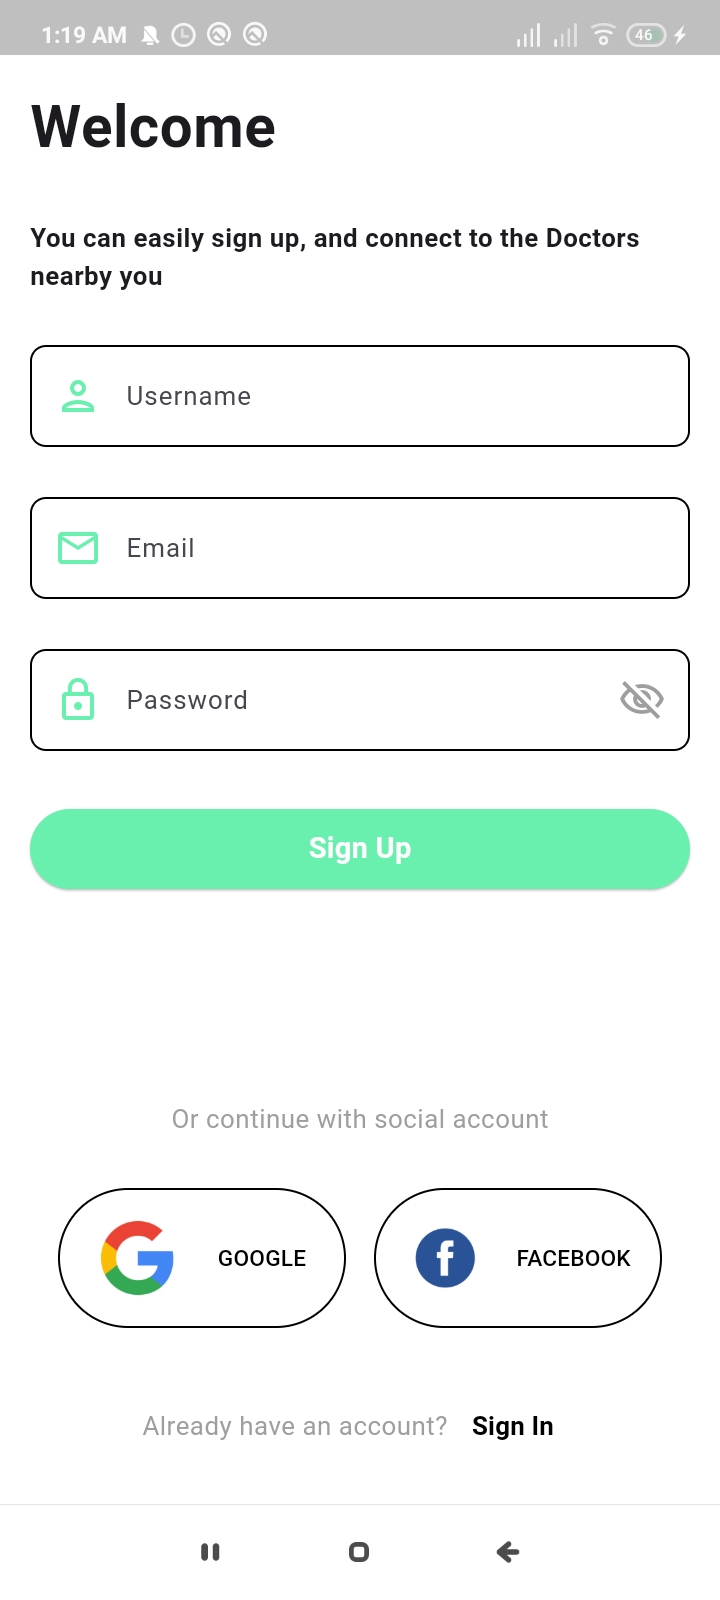 1:19 AM 46
Welcome
You can easily sign up, and connect to the Doctors
nearby you
Username
Email
Password
Sign Up
Or continue with social account
GOOGLE FACEBOOK
Already have an account? Sign In